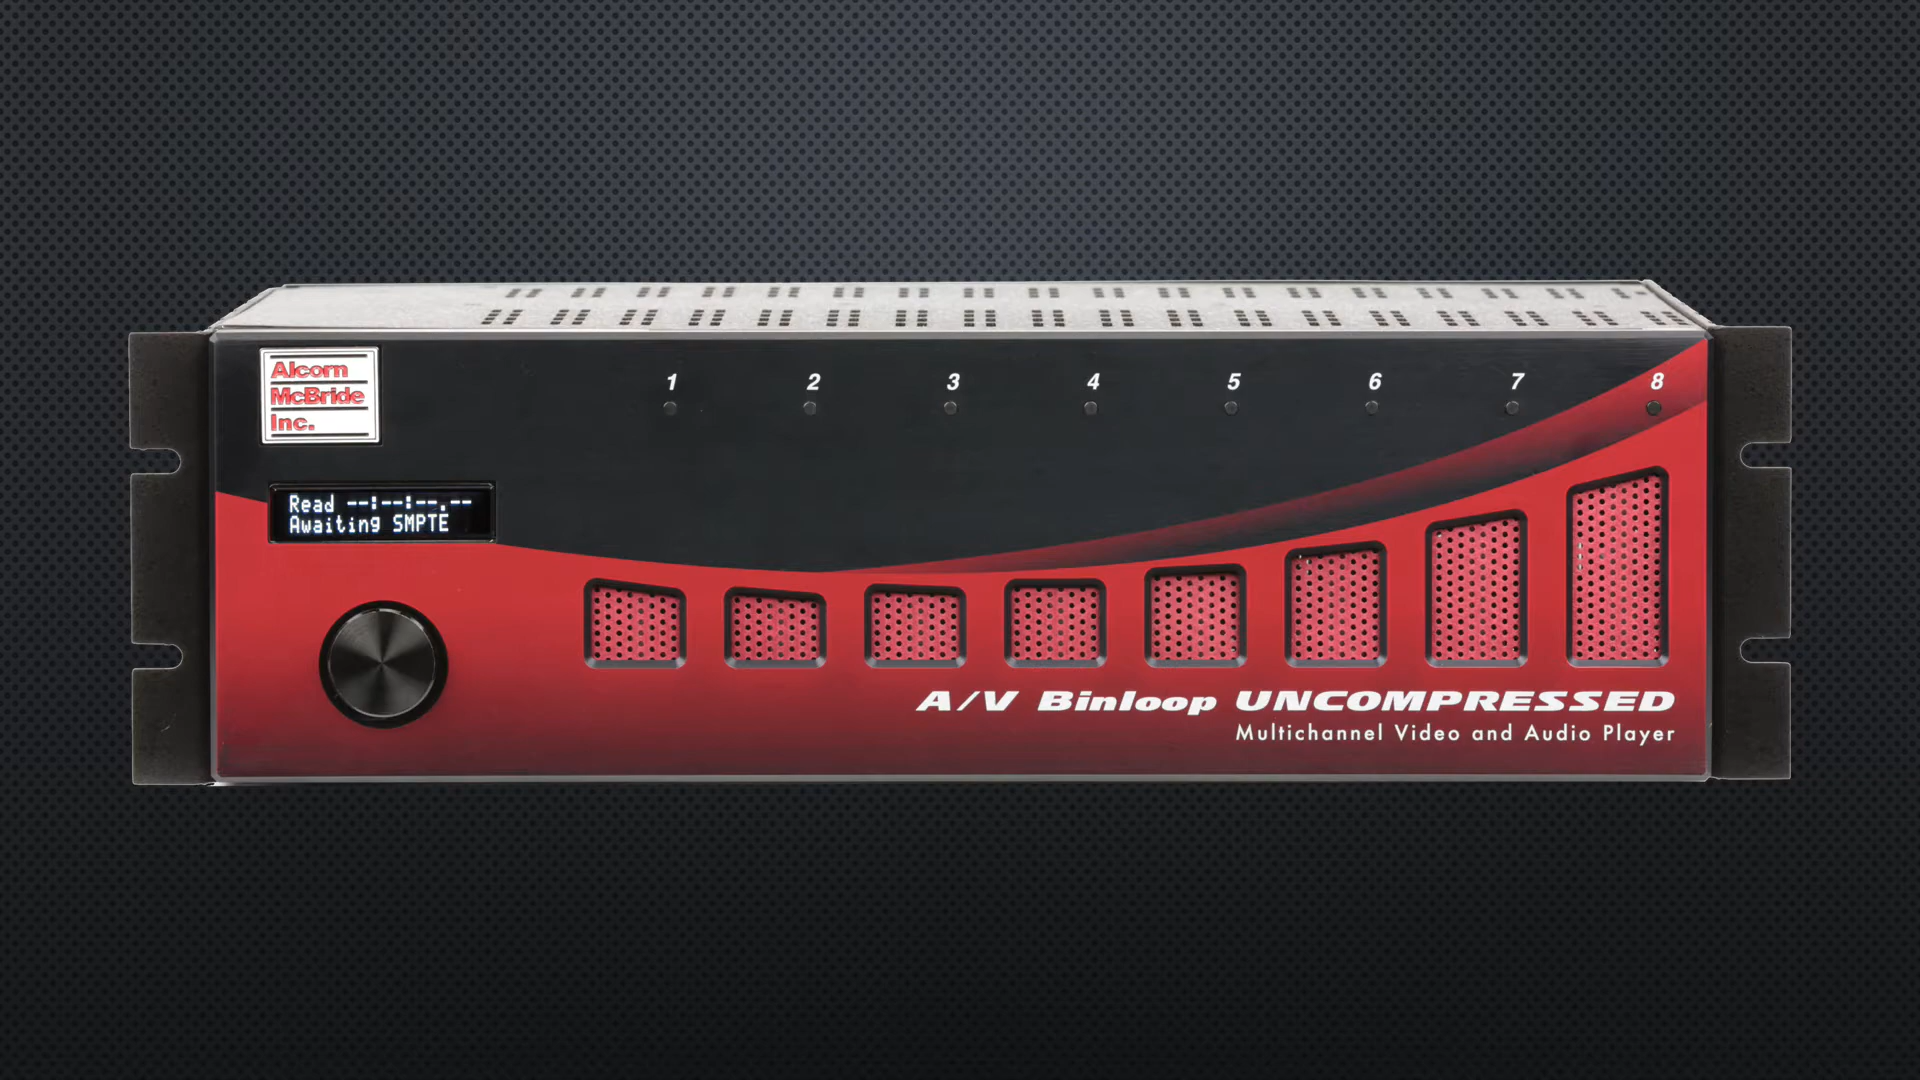 Alcorn
McBride
Inc.
1 2 3 4 5 6 7 8
Read --:--:--.--
Awaiting SMPTE
A/V Binloop UNCOMPRESSED
Multichannel Video and Audio Player